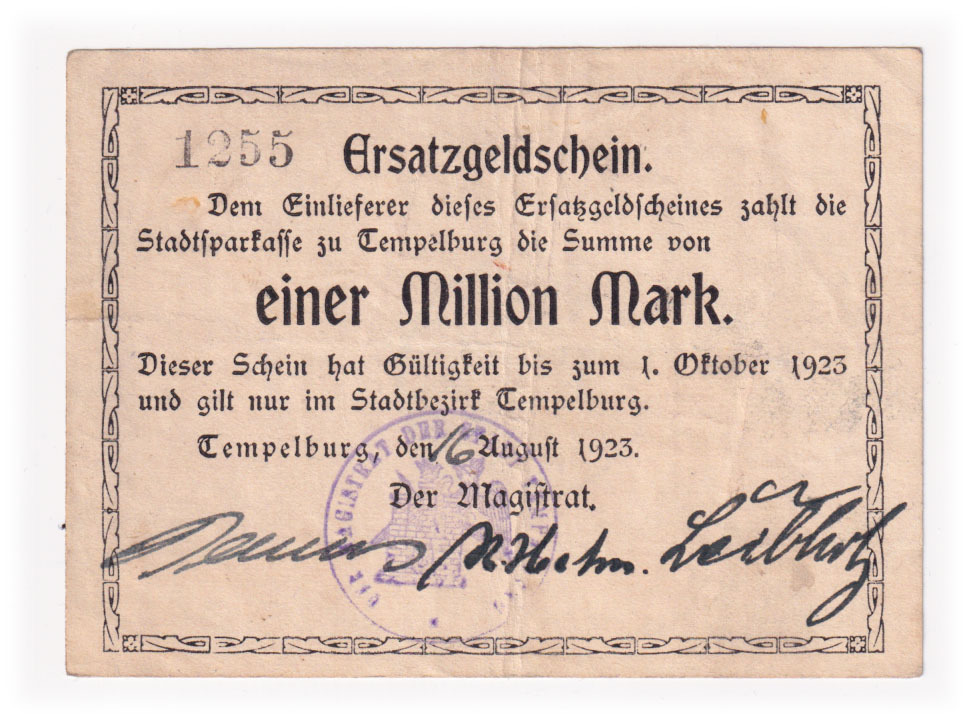 1255 Ersatzgeldschein.
Dem Einlieferer dieses Ersatzgeldscheines zahlt die
Stadtsparkasse zu Tempelburg die Summe von
einer Million Mark.
Dieser Schein hat Gültigkeit bis zum 1. Oktober 1923
und gilt nur im Stadtbezirk Tempelburg.
Tempelburg, den 16 August 1923.
Der Magistrat.
MAGISTRAT DER